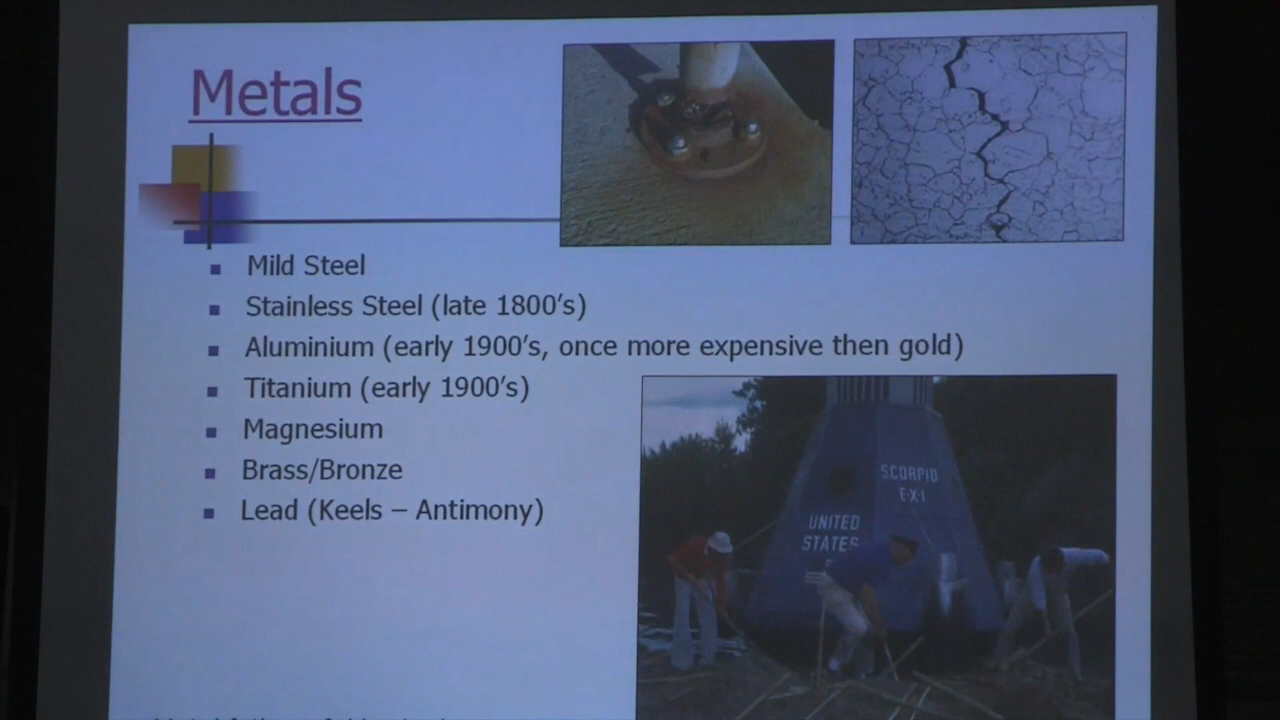 Metals
Mild Steel
Stainless Steel (late 1800's)
Aluminium (early 1900's, once more expensive then gold)
Titanium (early 1900's)
Magnesium
Brass/Bronze
Lead (Keels – Antimony)
SCORPIO
E-X-1
UNITED
STATES